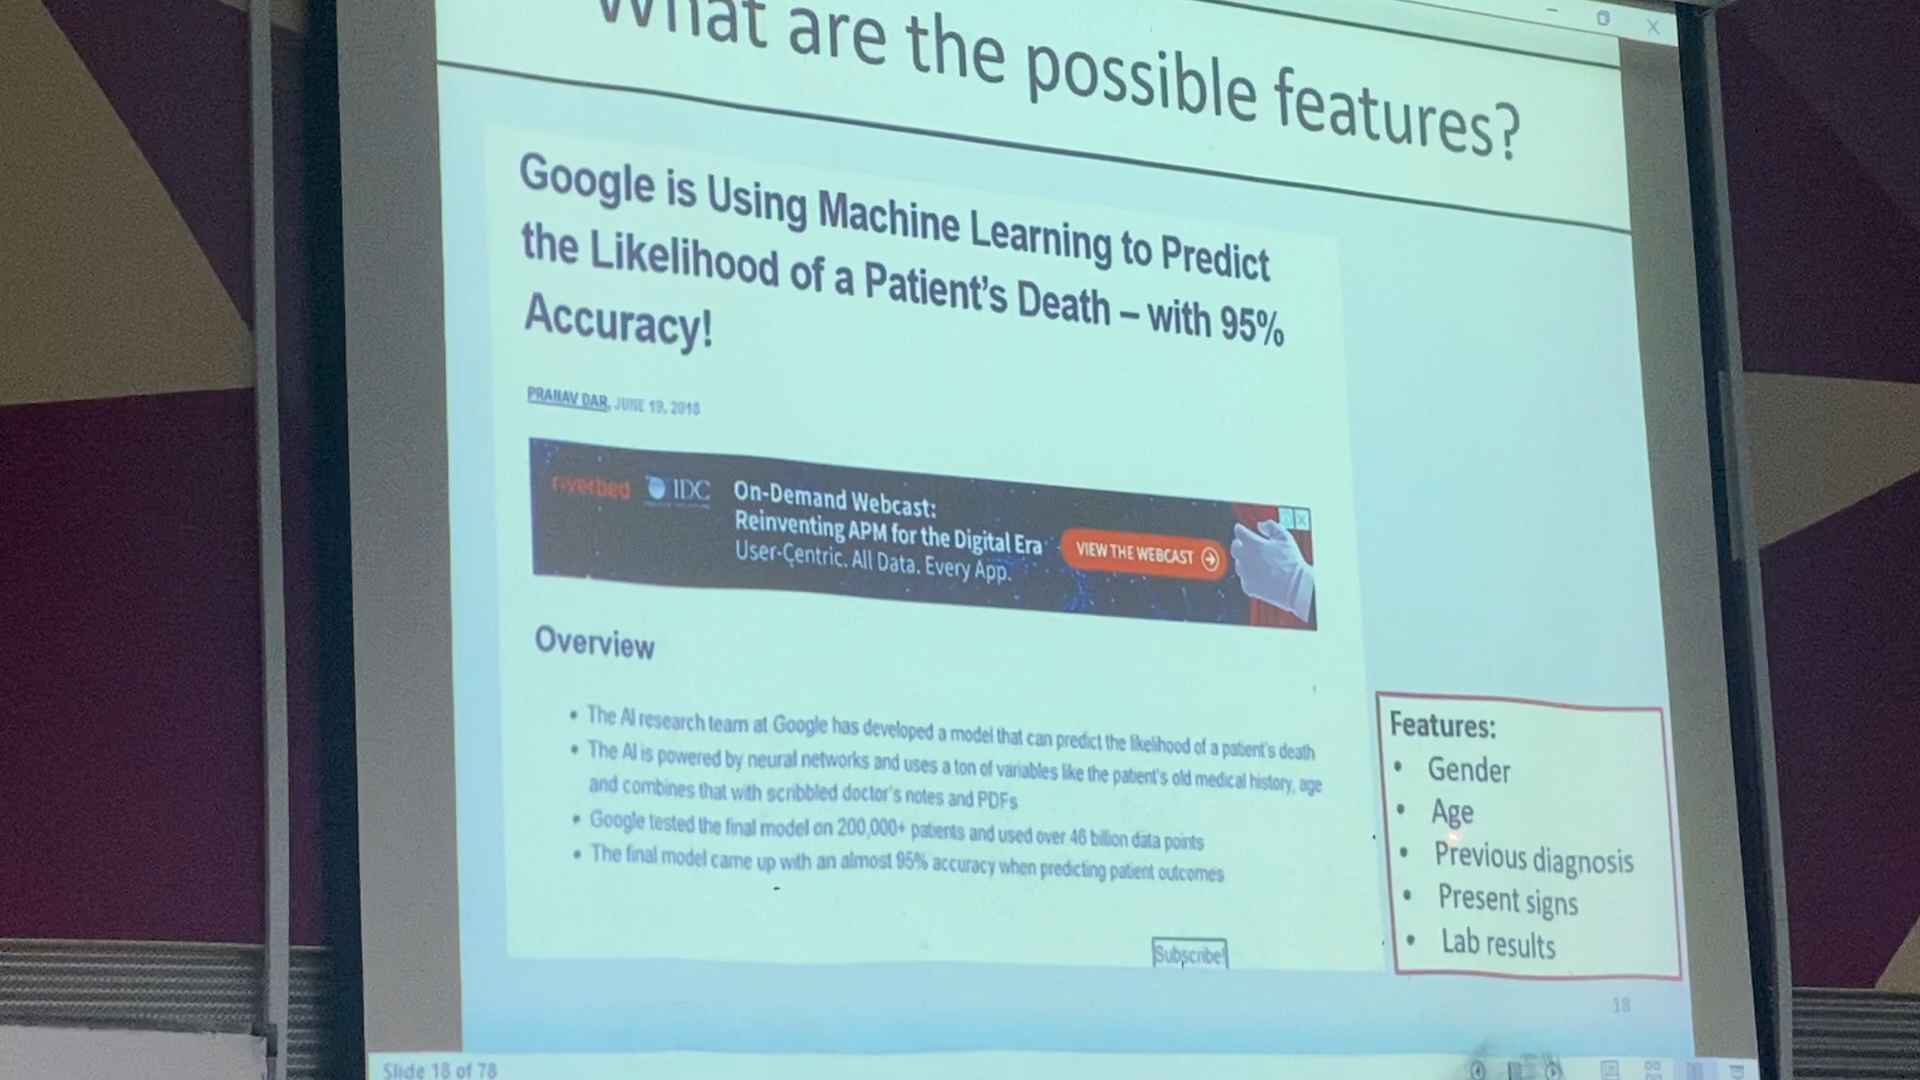 What are the possible features?
Google is Using Machine Learning to Predict
the Likelihood of a Patient's Death – with 95%
Accuracy!
PRANAV DAR, JUNE 19, 2018
riverbed IDC
On-Demand Webcast:
Reinventing APM for the Digital Era
User-Centric. All Data. Every App.
VIEW THE WEBCAST
Overview
• The AI research team at Google has developed a model that can predict the likelihood of a patient's death
• The AI is powered by neural networks and uses a ton of variables like the patient's old medical history, age
and combines that with scribbled doctor's notes and PDFs
• Google tested the final model on 200,000+ patients and used over 46 billion data points
• The final model came up with an almost 95% accuracy when predicting patient outcomes
Subscribe!
Features:
• Gender
• Age
• Previous diagnosis
• Present signs
• Lab results
18
Slide 18 of 78